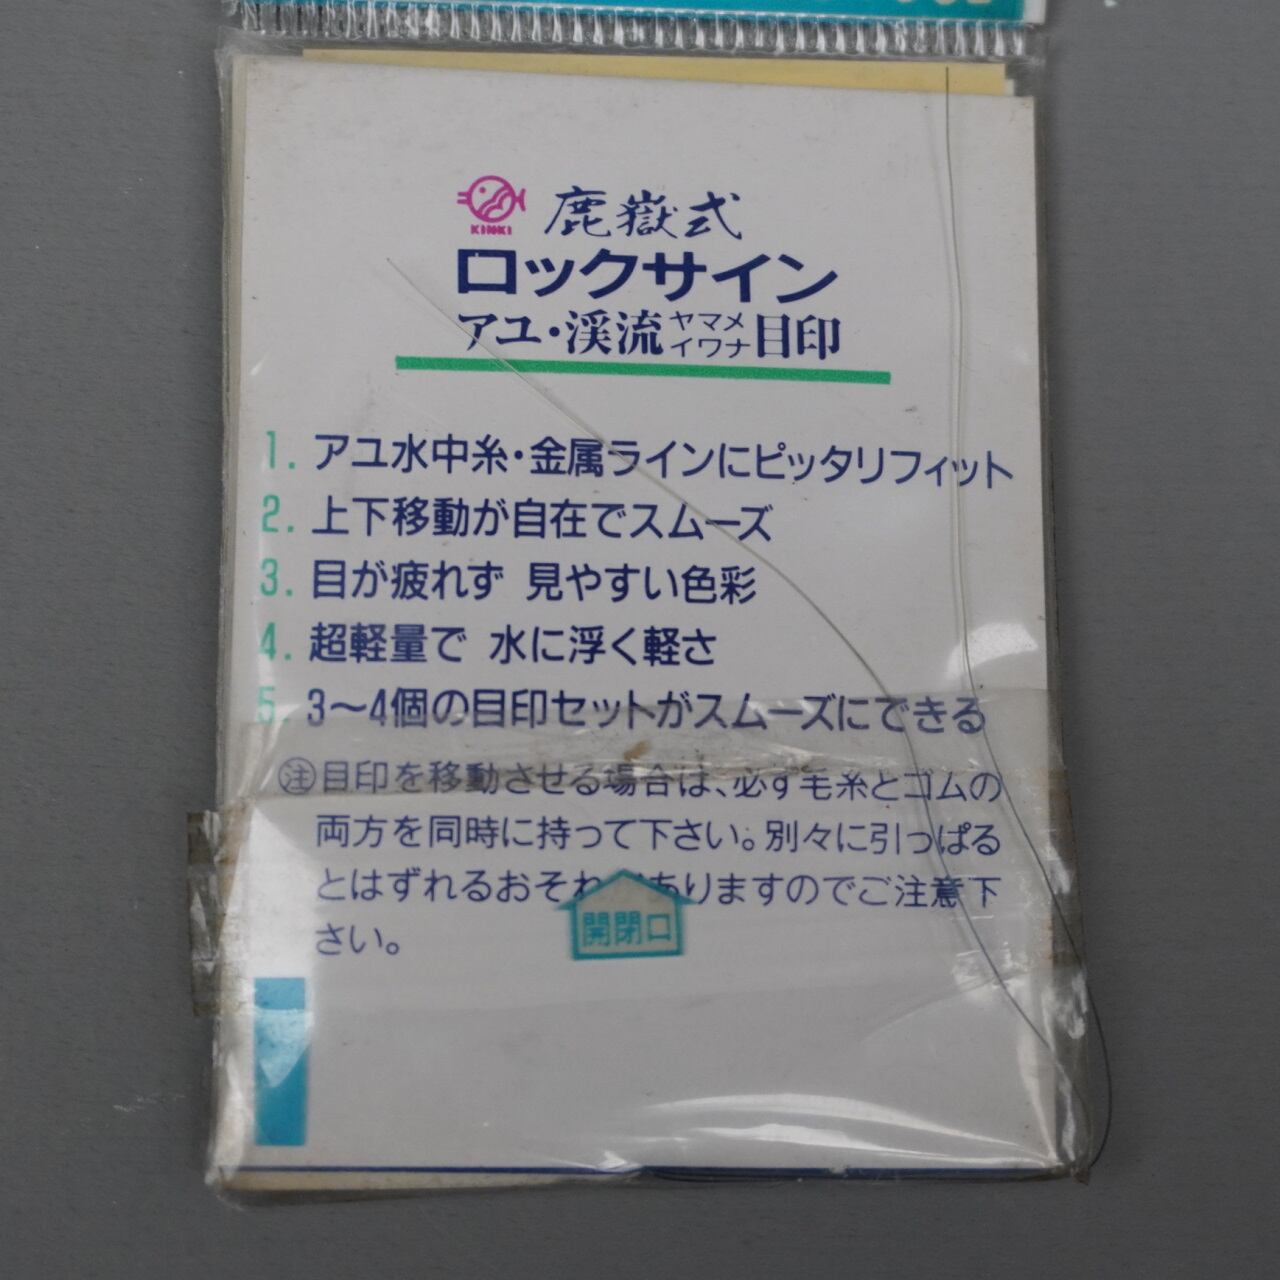 KINKI
鹿嶽式
ロックサイン
アユ・渓流ヤマメイワナ目印
1. アユ水中糸・金属ラインにピッタリフィット
2. 上下移動が自在でスムーズ
3. 目が疲れず 見やすい色彩
4. 超軽量で 水に浮く軽さ
5. 3〜4個の目印セットがスムーズにできる
㊟目印を移動させる場合は、必ず毛糸とゴムの
両方を同時に持って下さい。別々に引っぱる
とはずれるおそれがありますのでご注意下
さい。
開閉口